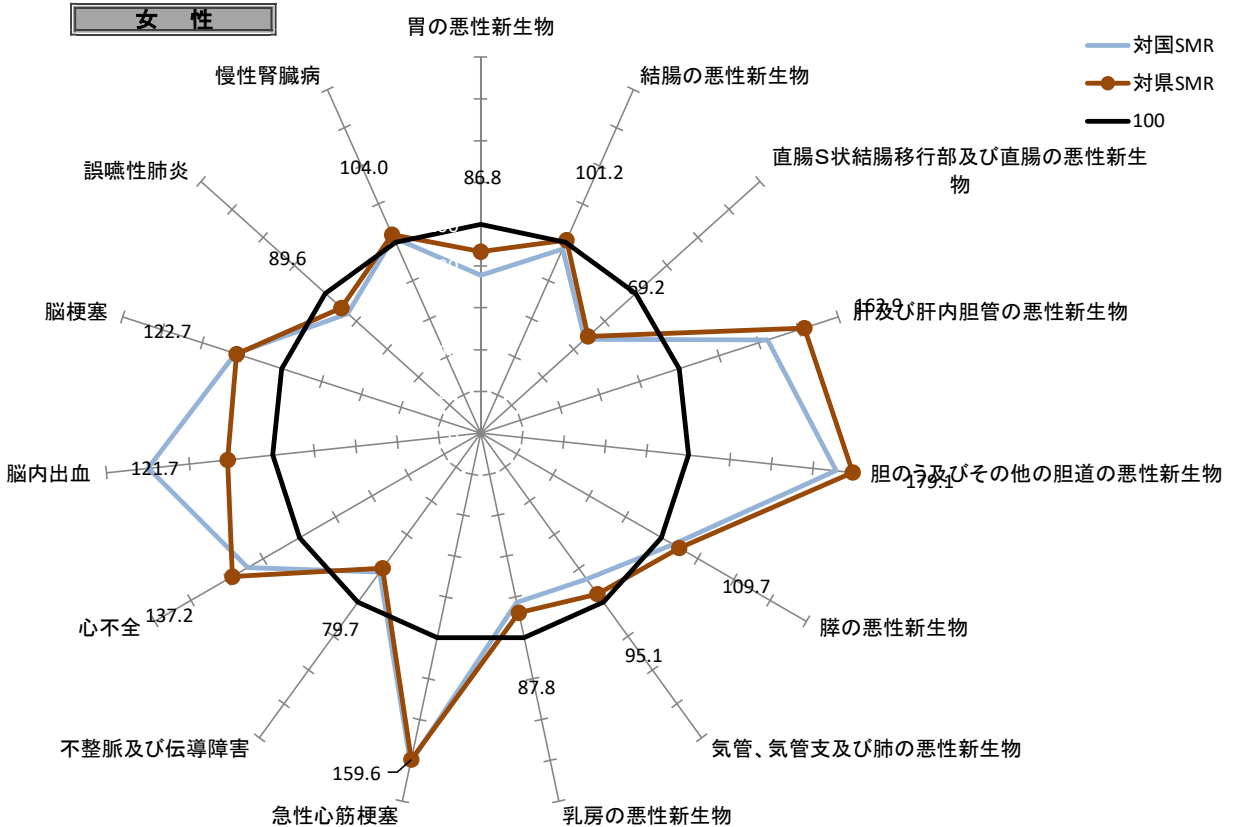 女 性
胃の悪性新生物
対国SMR
対県SMR
100
慢性腎臓病
結腸の悪性新生物
直腸S状結腸移行部及び直腸の悪性新生
物
誤嚥性肺炎
104.0
86.8
101.2
89.6
69.2
脳梗塞
122.7
肝及び肝内胆管の悪性新生物
脳内出血
121.7
胆のう及びその他の胆道の悪性新生物
179.1
心不全
137.2
109.7
膵の悪性新生物
79.7
95.1
87.8
不整脈及び伝導障害
気管、気管支及び肺の悪性新生物
159.6
急性心筋梗塞
乳房の悪性新生物